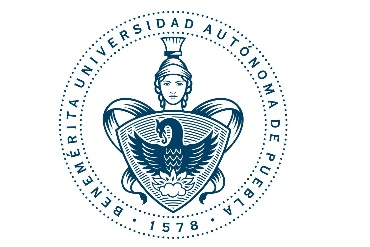 BENEMÉRITA UNIVERSIDAD AUTÓNOMA DE PUEBLA
· 1578 ·